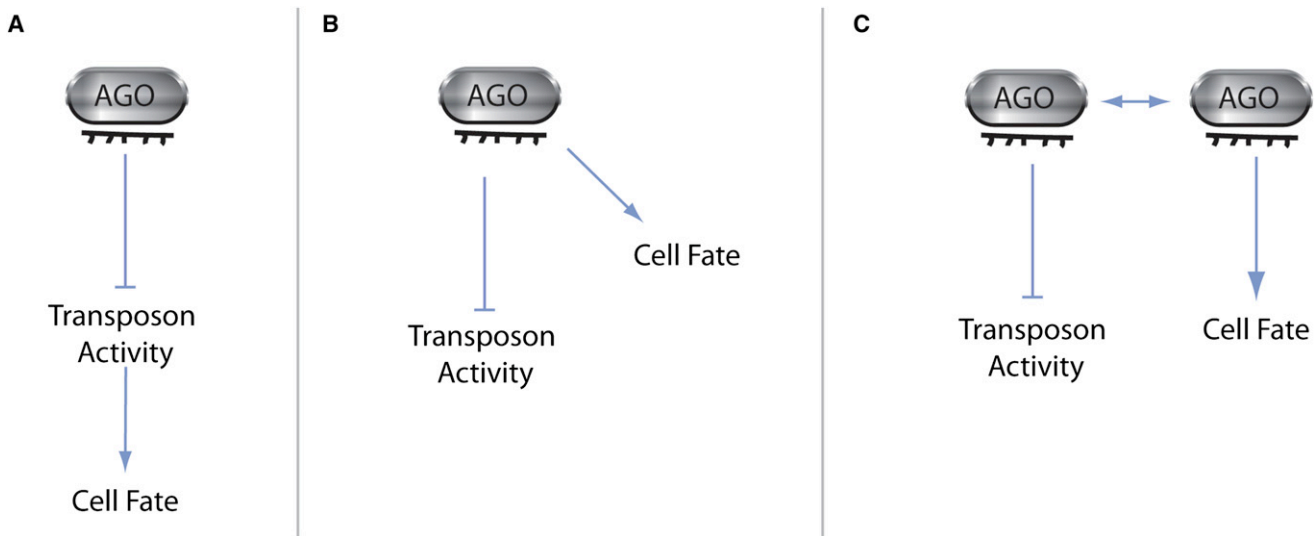 A
AGO
Transposon
Activity
Cell Fate
B
AGO
Cell Fate
Transposon
Activity
C
AGO
AGO
Transposon
Activity
Cell Fate